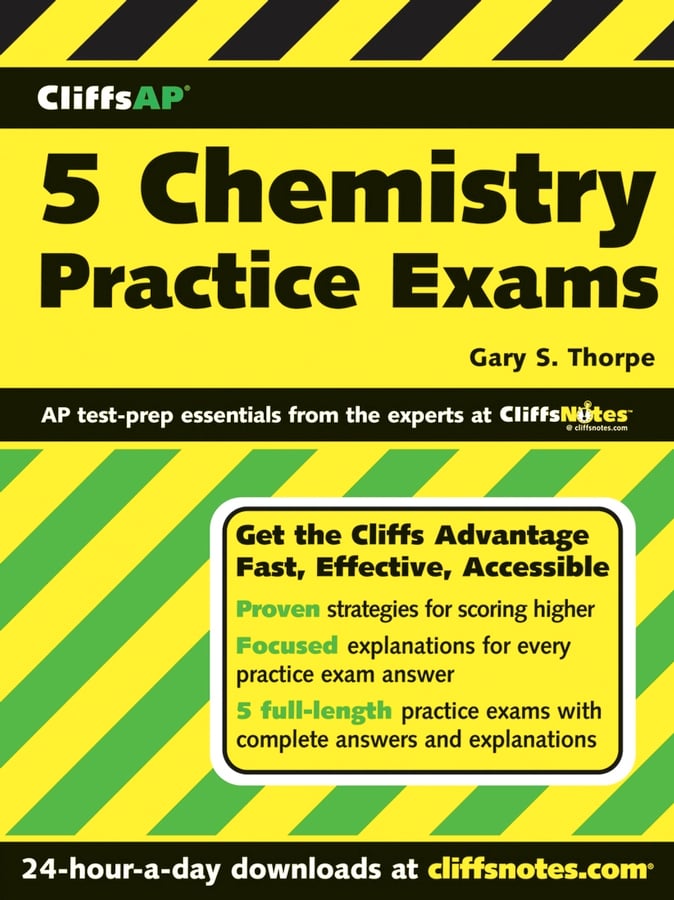 CliffsAP®
5 Chemistry
Practice Exams
Gary S. Thorpe
AP test-prep essentials from the experts at CliffsNotes™
@ cliffsnotes.com
Get the Cliffs Advantage
Fast, Effective, Accessible
Proven strategies for scoring higher
Focused explanations for every
practice exam answer
5 full-length practice exams with
complete answers and explanations
24-hour-a-day downloads at cliffsnotes.com®